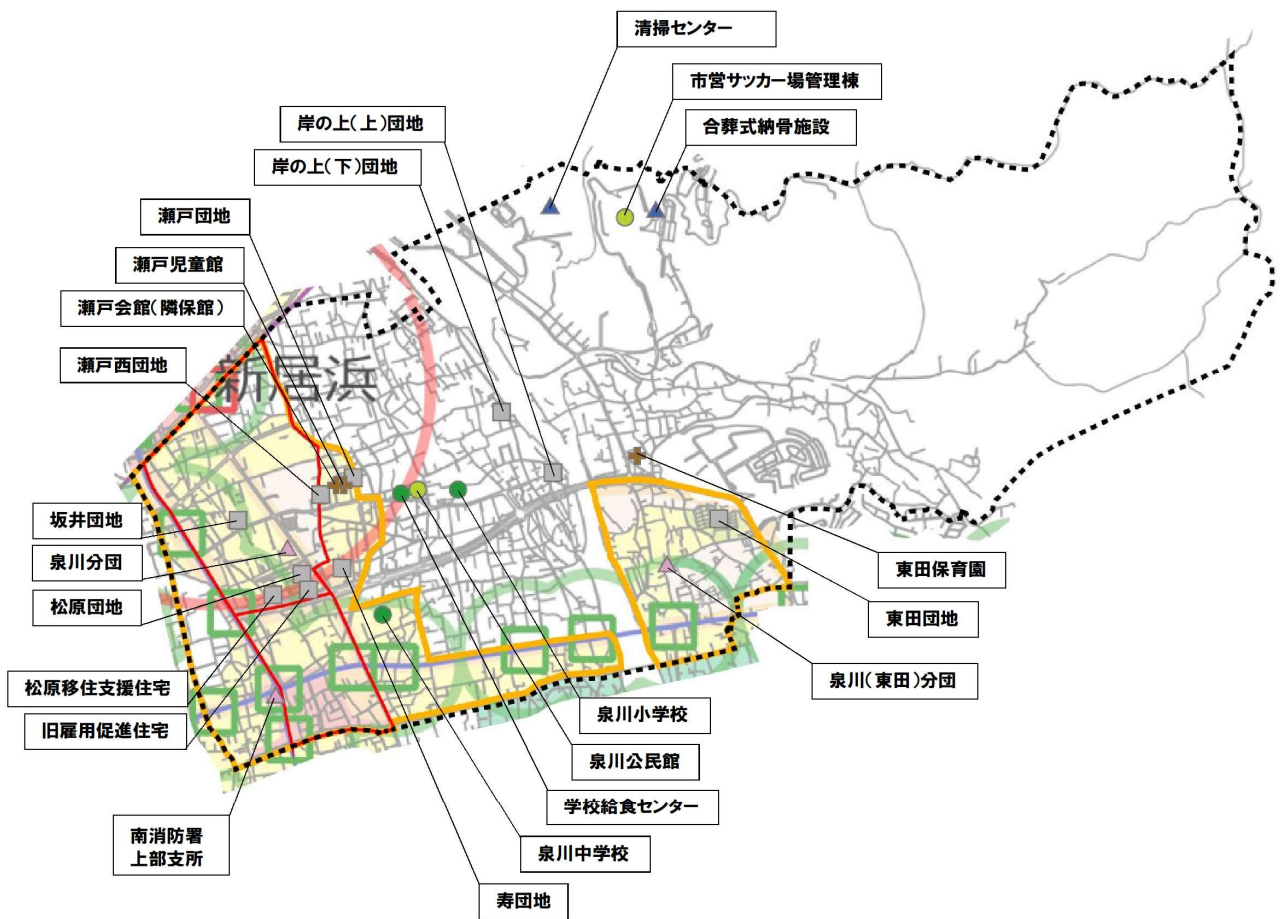 清掃センター
市営サッカー場管理棟
岸の上(上)団地
合葬式納骨施設
岸の上(下)団地
瀬戸団地
瀬戸児童館
瀬戸会館(隣保館)
瀬戸西団地
新居浜
坂井団地
泉川分団
松原団地
東田保育園
東田団地
泉川(東田)分団
松原移住支援住宅
旧雇用促進住宅
泉川小学校
泉川公民館
学校給食センター
南消防署
上部支所
泉川中学校
寿団地